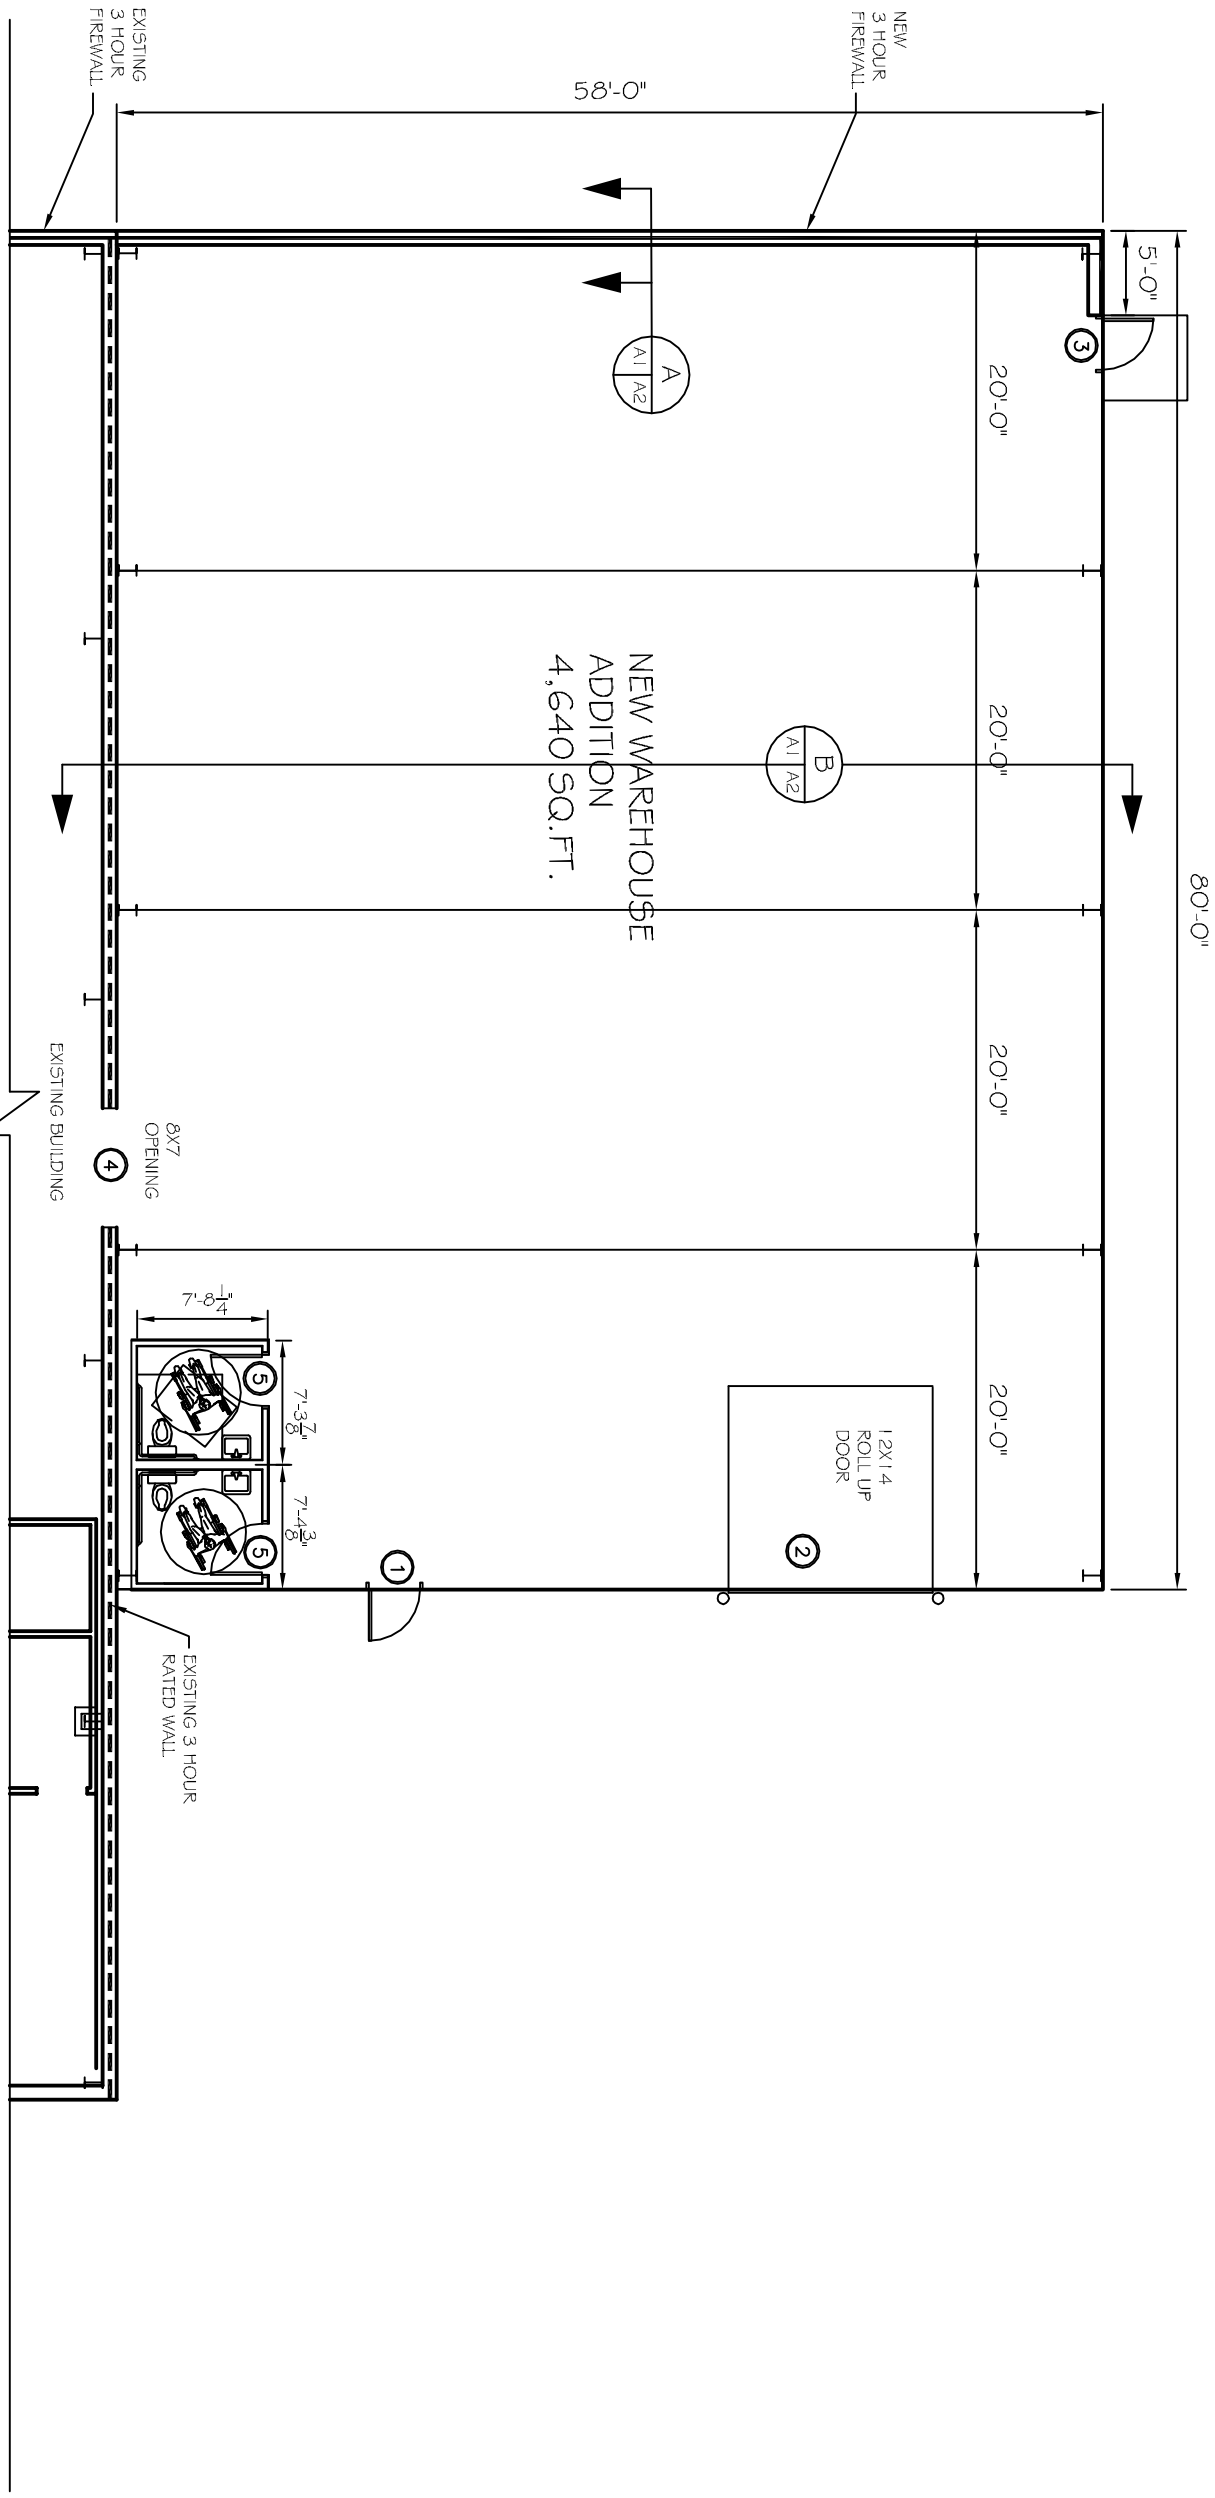 80'-0"
5'-0"
3
20'-0"
20'-0"
20'-0"
20'-0"
NEW
3 HOUR
FIREWALL
12X14
ROLL UP
DOOR
2
B
A1 A2
A
A1 A2
58'-0"
NEW WAREHOUSE
ADDITION
4,640 SQ.FT.
1
7'-3 7/8"
7'-4 3/8"
5
5
7'-8 1/4"
8X7
OPENING
4
EXISTING 3 HOUR
RATED WALL
EXISTING
3 HOUR
FIREWALL
EXISTING BUILDING